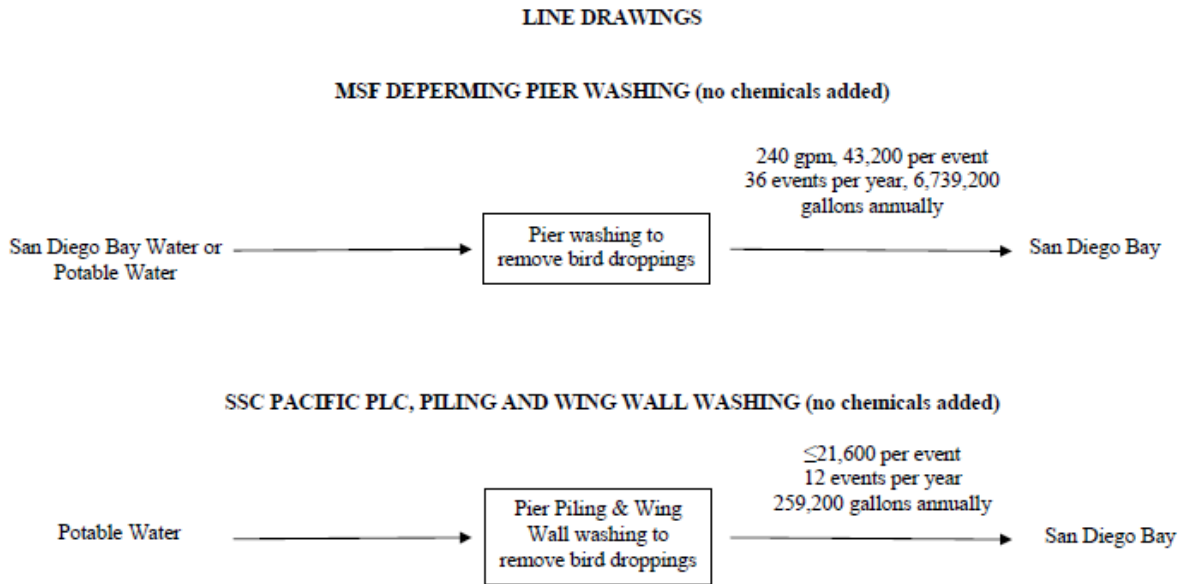 LINE DRAWINGS
MSF DEPERMING PIER WASHING (no chemicals added)
240 gpm, 43,200 per event
36 events per year, 6,739,200
gallons annually
San Diego Bay Water or
Potable Water
Pier washing to
remove bird droppings
San Diego Bay
SSC PACIFIC PLC, PILING AND WING WALL WASHING (no chemicals added)
≤21,600 per event
12 events per year
259,200 gallons annually
Potable Water
Pier Piling & Wing
Wall washing to
remove bird droppings
San Diego Bay